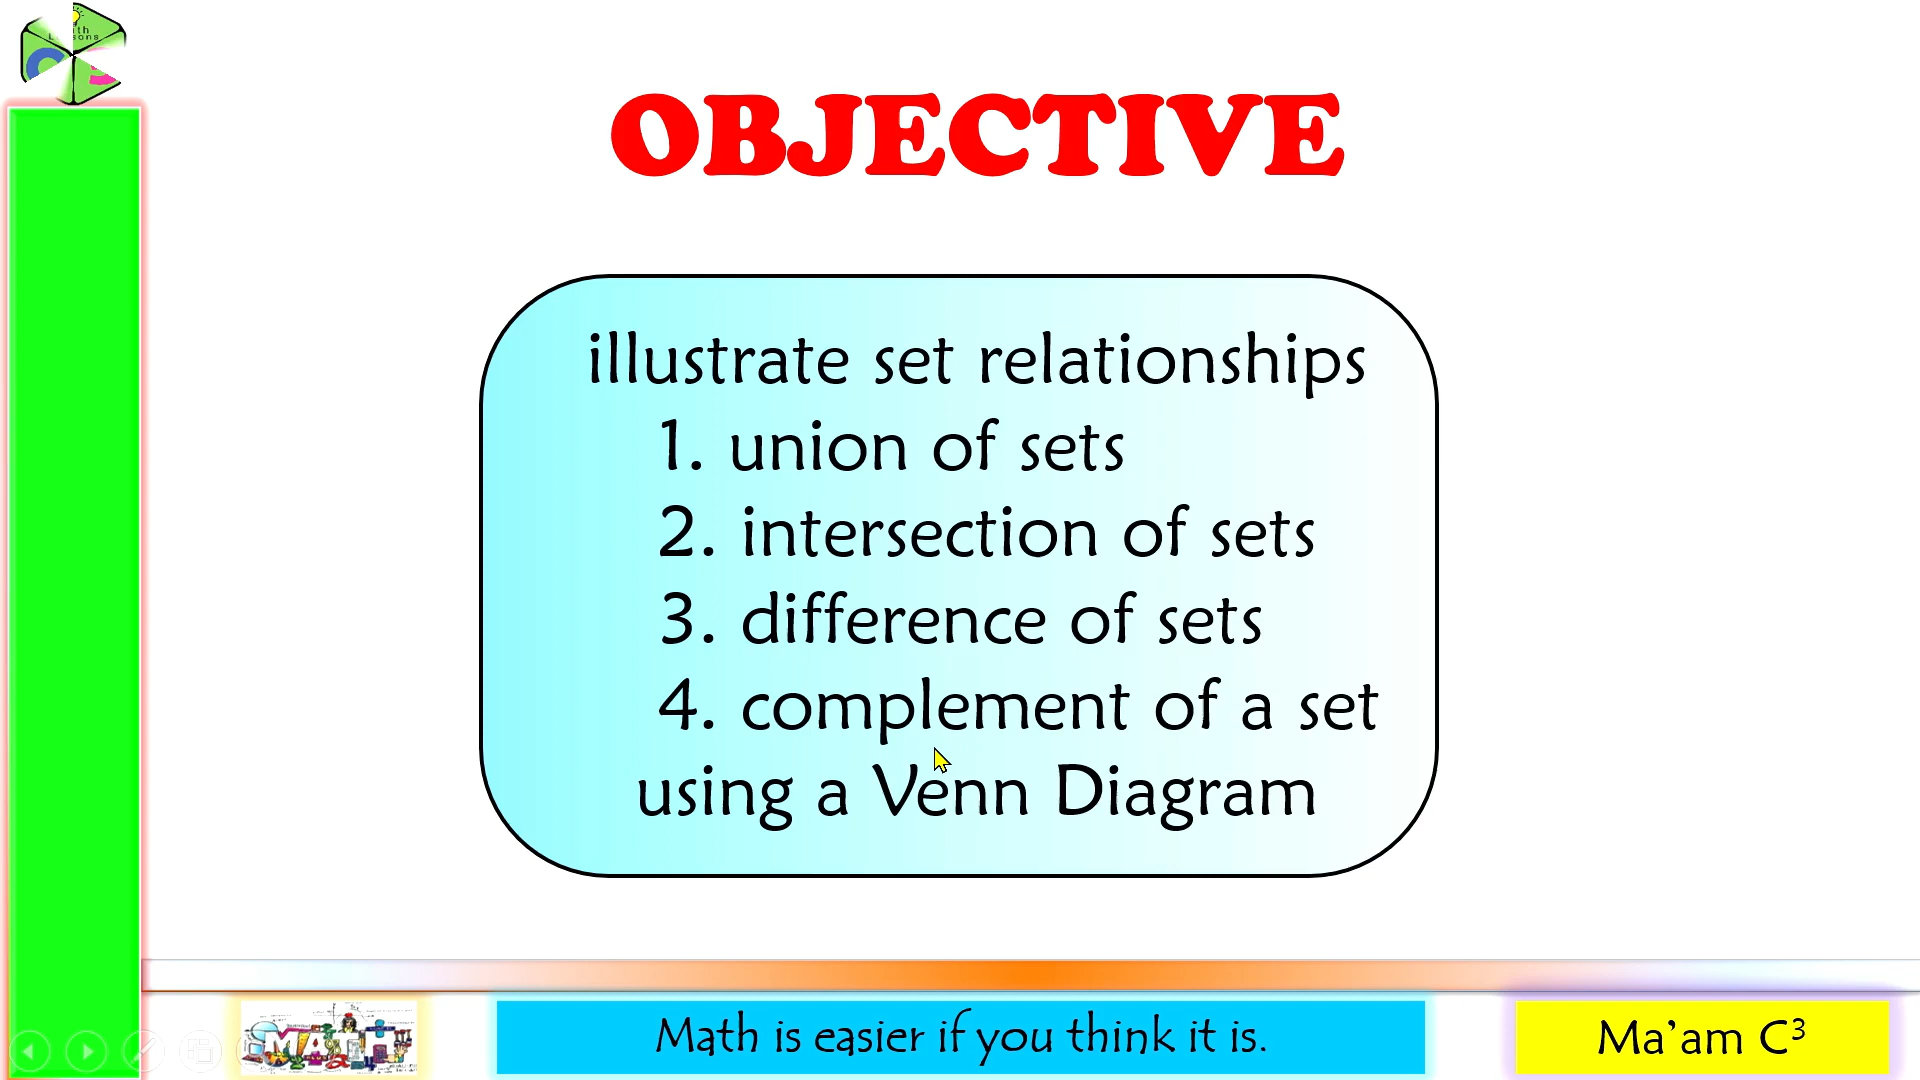 OBJECTIVE
illustrate set relationships
1. union of sets
2. intersection of sets
3. difference of sets
4. complement of a set
using a Venn Diagram
MATH
Math is easier if you think it is.
Ma’am C³